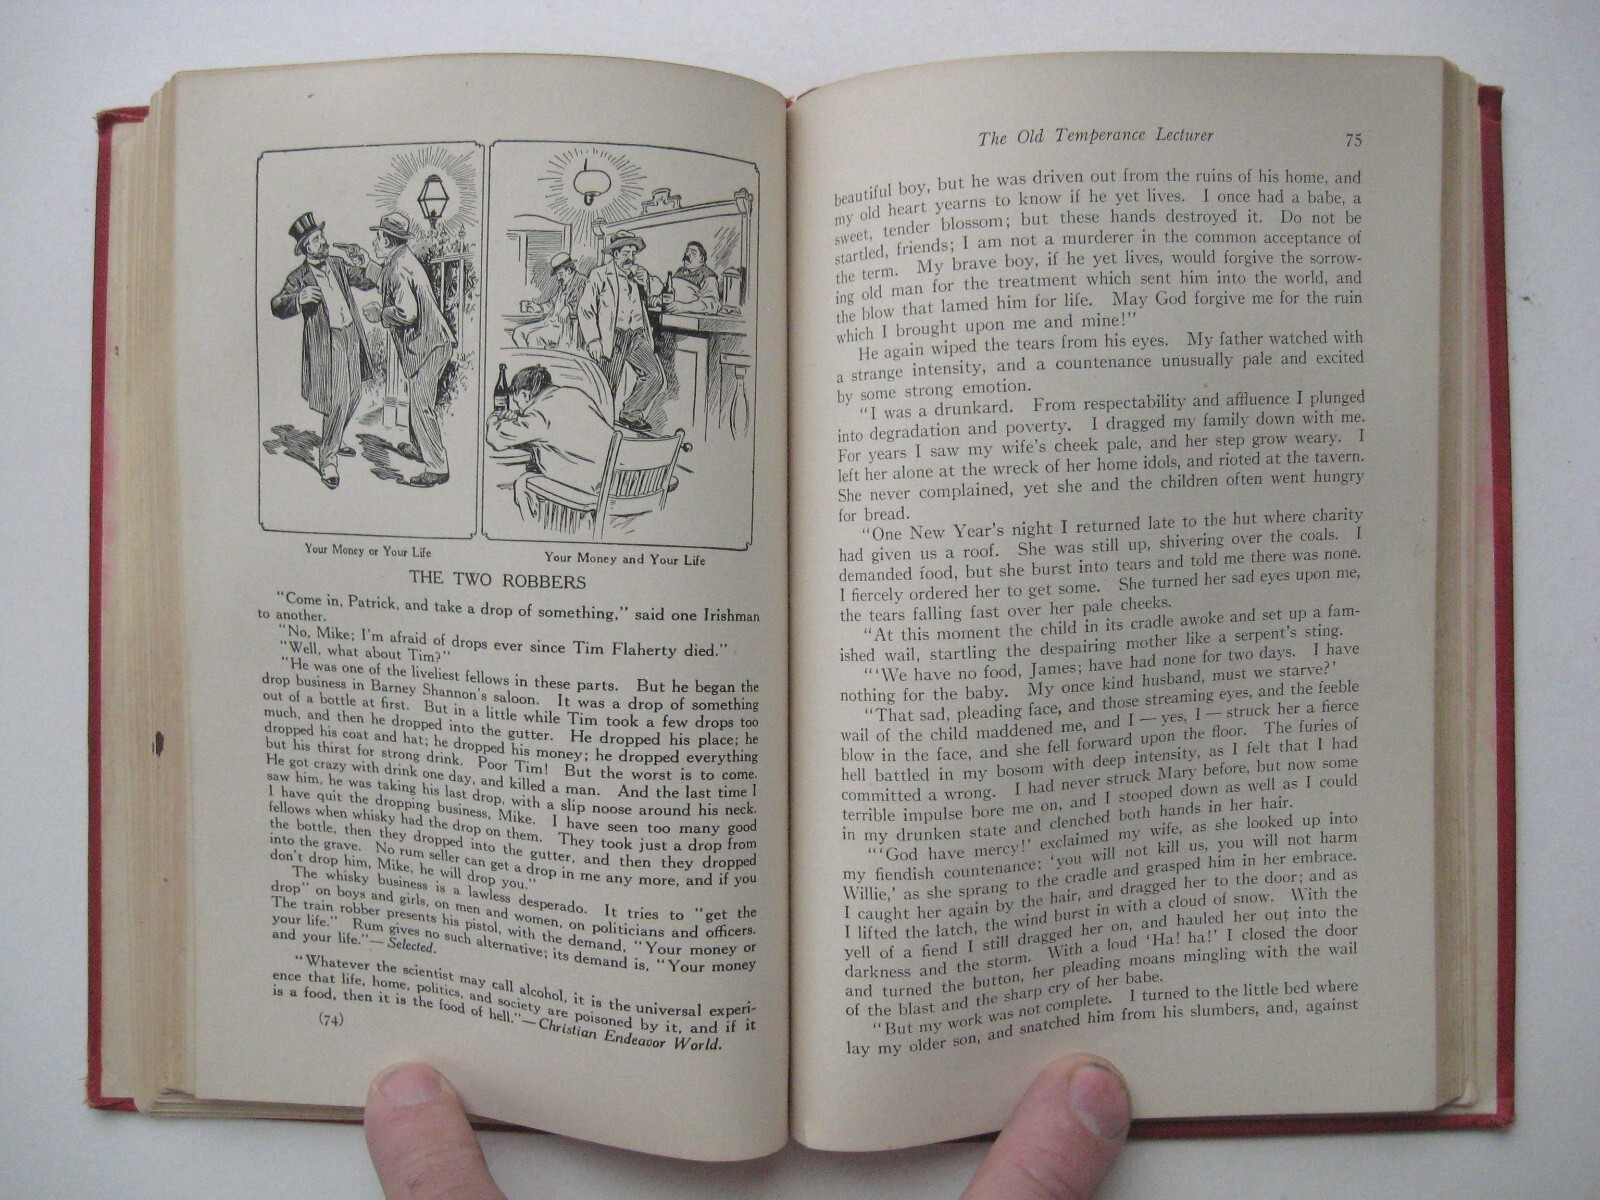 Your Money or Your Life
Your Money and Your Life
THE TWO ROBBERS
"Come in, Patrick, and take a drop of something," said one Irishman
to another.
"No, Mike; I'm afraid of drops ever since Tim Flaherty died."
"Well, what about Tim?"
"He was one of the liveliest fellows in these parts. But he began the
drop business in Barney Shannon's saloon. It was a drop of something
out of a bottle at first. But in a little while Tim took a few drops too
much, and then he dropped into the gutter. He dropped his place; he
dropped his coat and hat; he dropped his money; he dropped everything
but his thirst for strong drink. Poor Tim! But the worst is to come.
He got crazy with drink one day, and killed a man. And the last time I
saw him, he was taking his last drop, with a slip noose around his neck.
I have quit the dropping business, Mike. I have seen too many good
fellows when whisky had the drop on them. They took just a drop from
the bottle, then they dropped into the gutter, and then they dropped
into the grave. No rum seller can get a drop in me any more, and if you
don't drop him, Mike, he will drop you."
The whisky business is a lawless desperado. It tries to "get the
drop" on boys and girls, on men and women, on politicians and officers.
The train robber presents his pistol, with the demand, "Your money or
your life." Rum gives no such alternative; its demand is, "Your money
and your life."—Selected.
"Whatever the scientist may call alcohol, it is the universal experi-
ence that life, home, politics, and society are poisoned by it, and if it
is a food, then it is the food of hell."—Christian Endeavor World.
(74)
The Old Temperance Lecturer 75
beautiful boy, but he was driven out from the ruins of his home, and
my old heart yearns to know if he yet lives. I once had a babe, a
sweet, tender blossom; but these hands destroyed it. Do not be
startled, friends; I am not a murderer in the common acceptance of
the term. My brave boy, if he yet lives, would forgive the sorrow-
ing old man for the treatment which sent him into the world, and
the blow that lamed him for life. May God forgive me for the ruin
which I brought upon me and mine!"
He again wiped the tears from his eyes. My father watched with
a strange intensity, and a countenance unusually pale and excited
by some strong emotion.
"I was a drunkard. From respectability and affluence I plunged
into degradation and poverty. I dragged my family down with me.
For years I saw my wife's cheek pale, and her step grow weary. I
left her alone at the wreck of her home idols, and rioted at the tavern.
She never complained, yet she and the children often went hungry
for bread.
"One New Year's night I returned late to the hut where charity
had given us a roof. She was still up, shivering over the coals. I
demanded food, but she burst into tears and told me there was none.
I fiercely ordered her to get some. She turned her sad eyes upon me,
the tears falling fast over her pale cheeks.
"At this moment the child in its cradle awoke and set up a fam-
ished wail, startling the despairing mother like a serpent's sting.
"'We have no food, James; have had none for two days. I have
nothing for the baby. My once kind husband, must we starve?'
"That sad, pleading face, and those streaming eyes, and the feeble
wail of the child maddened me, and I — yes, I — struck her a fierce
blow in the face, and she fell forward upon the floor. The furies of
hell battled in my bosom with deep intensity, as I felt that I had
committed a wrong. I had never struck Mary before, but now some
terrible impulse bore me on, and I stooped down as well as I could
in my drunken state and clenched both hands in her hair.
"'God have mercy!' exclaimed my wife, as she looked up into
my fiendish countenance; 'you will not kill us, you will not harm
Willie,' as she sprang to the cradle and grasped him in her embrace.
I caught her again by the hair, and dragged her to the door; and as
I lifted the latch, the wind burst in with a cloud of snow. With the
yell of a fiend I still dragged her on, and hauled her out into the
darkness and the storm. With a loud 'Ha! ha!' I closed the door
and turned the button, her pleading moans mingling with the wail
of the blast and the sharp cry of her babe.
"But my work was not complete. I turned to the little bed where
lay my older son, and snatched him from his slumbers, and, against